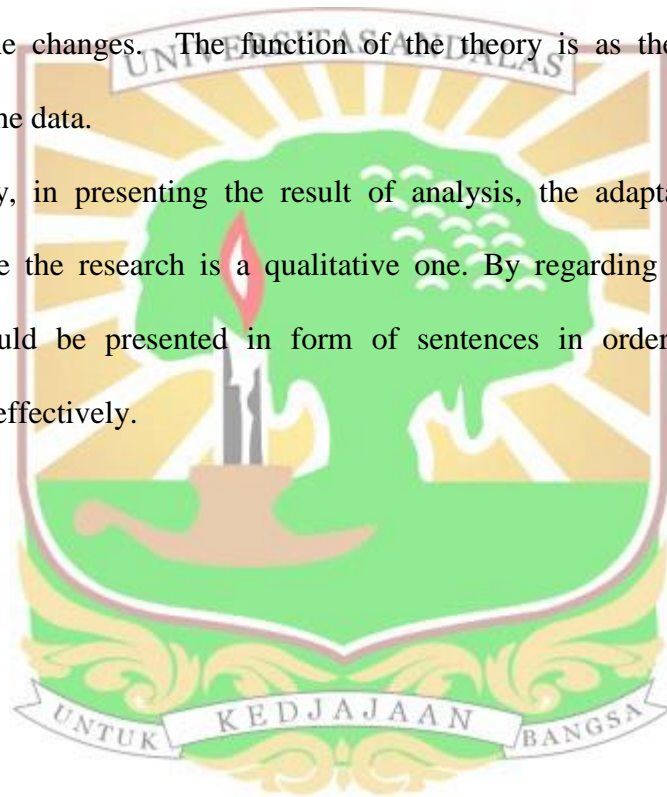 ne changes. The function of the theory is as the
UNIVERSITAS ANDALAS
he data.
y, in presenting the result of analysis, the adapta
e the research is a qualitative one. By regarding
uld be presented in form of sentences in order
effectively.
UNTUK KEDJAJAAN BANGSA